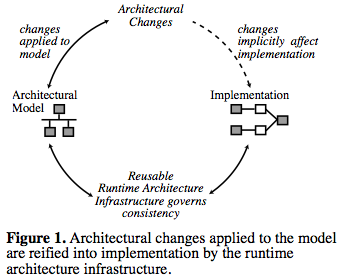 Architectural
Changes
changes
applied to
model
changes
implicitly affect
implementation
Architectural
Model
Implementation
Reusable
Runtime Architecture
Infrastructure governs
consistency
Figure 1. Architectural changes applied to the model
are reified into implementation by the runtime
architecture infrastructure.